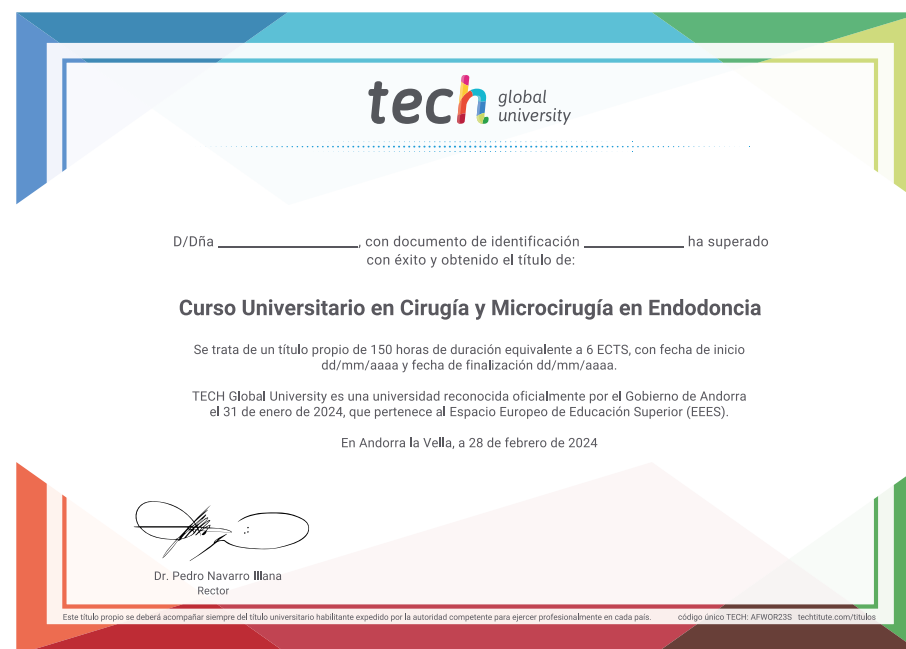 tech global
university
D/Dña ____________________, con documento de identificación ______________ ha superado
con éxito y obtenido el título de:
Curso Universitario en Cirugía y Microcirugía en Endodoncia
Se trata de un título propio de 150 horas de duración equivalente a 6 ECTS, con fecha de inicio
dd/mm/aaaa y fecha de finalización dd/mm/aaaa.
TECH Global University es una universidad reconocida oficialmente por el Gobierno de Andorra
el 31 de enero de 2024, que pertenece al Espacio Europeo de Educación Superior (EEES).
En Andorra la Vella, a 28 de febrero de 2024
Dr. Pedro Navarro Illana
Rector
Este título propio se deberá acompañar siempre del título universitario habilitante expedido por la autoridad competente para ejercer profesionalmente en cada país. código único TECH: AFWOR23S techtitute.com/titulos